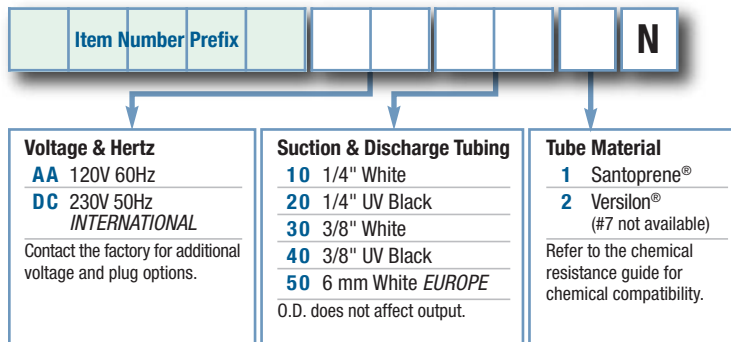 Item Number Prefix
N
Voltage & Hertz
AA 120V 60Hz
DC 230V 50Hz
INTERNATIONAL
Contact the factory for additional
voltage and plug options.
Suction & Discharge Tubing
10 1/4" White
20 1/4" UV Black
30 3/8" White
40 3/8" UV Black
50 6 mm White EUROPE
O.D. does not affect output.
Tube Material
1 Santoprene®
2 Versilon®
(#7 not available)
Refer to the chemical
resistance guide for
chemical compatibility.